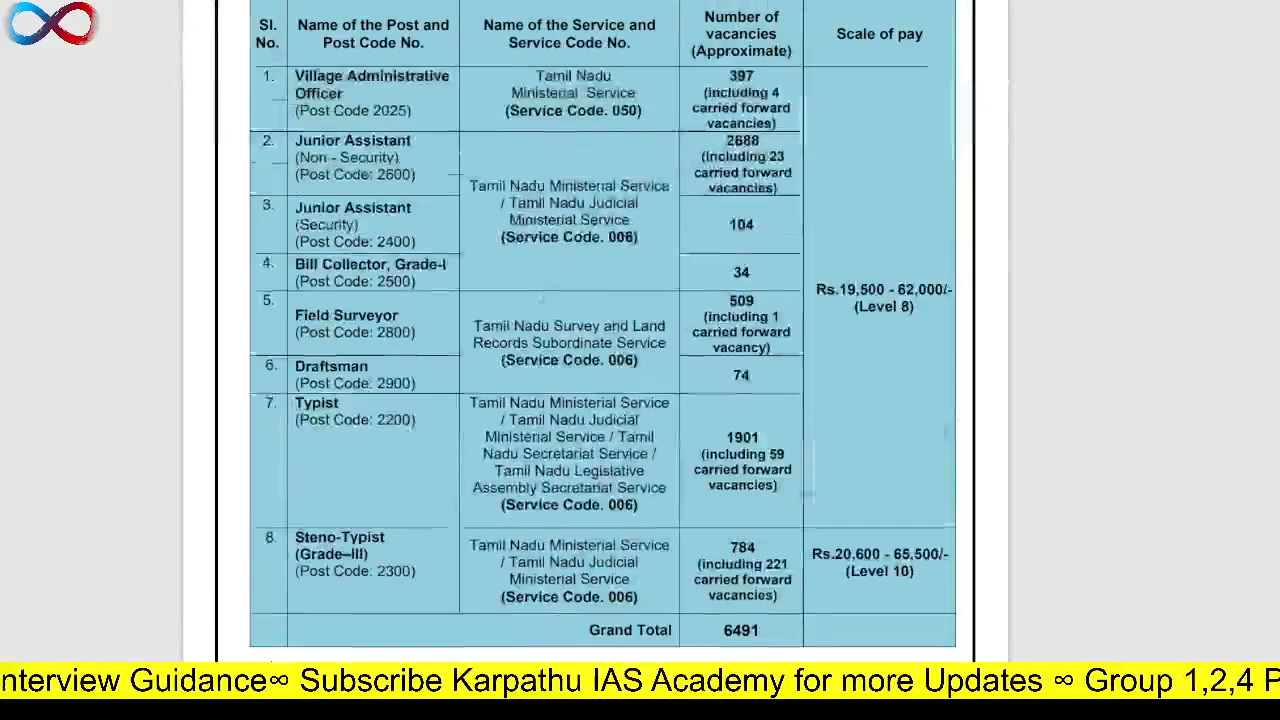 Sl. No.
Name of the Post and Post Code No.
Name of the Service and Service Code No.
Number of vacancies (Approximate)
Scale of pay
1.
Village Administrative
Officer
(Post Code 2025)
Tamil Nadu
Ministerial Service
(Service Code. 050)
397
(including 4
carried forward
vacancies)
2.
Junior Assistant
(Non - Security)
(Post Code: 2600)
2688
(including 23
carried forward
vacancies)
Tamil Nadu Ministerial Service
/ Tamil Nadu Judicial
Ministerial Service
(Service Code. 006)
3.
Junior Assistant
(Security)
(Post Code: 2400)
104
4.
Bill Collector, Grade-I
(Post Code: 2500)
34
Rs.19,500 - 62,000/-
(Level 8)
5.
Field Surveyor
(Post Code: 2800)
Tamil Nadu Survey and Land
Records Subordinate Service
(Service Code. 006)
509
(including 1
carried forward
vacancy)
6.
Draftsman
(Post Code: 2900)
74
7.
Typist
(Post Code: 2200)
Tamil Nadu Ministerial Service
/ Tamil Nadu Judicial
Ministerial Service / Tamil
Nadu Secretariat Service /
Tamil Nadu Legislative
Assembly Secretariat Service
(Service Code. 006)
1901
(including 59
carried forward
vacancies)
8.
Steno-Typist
(Grade–III)
(Post Code: 2300)
Tamil Nadu Ministerial Service
/ Tamil Nadu Judicial
Ministerial Service
(Service Code. 006)
784
(including 221
carried forward
vacancies)
Rs.20,600 - 65,500/-
(Level 10)
Grand Total
6491
nterview Guidance∞ Subscribe Karpathu IAS Academy for more Updates ∞ Group 1,2,4 P